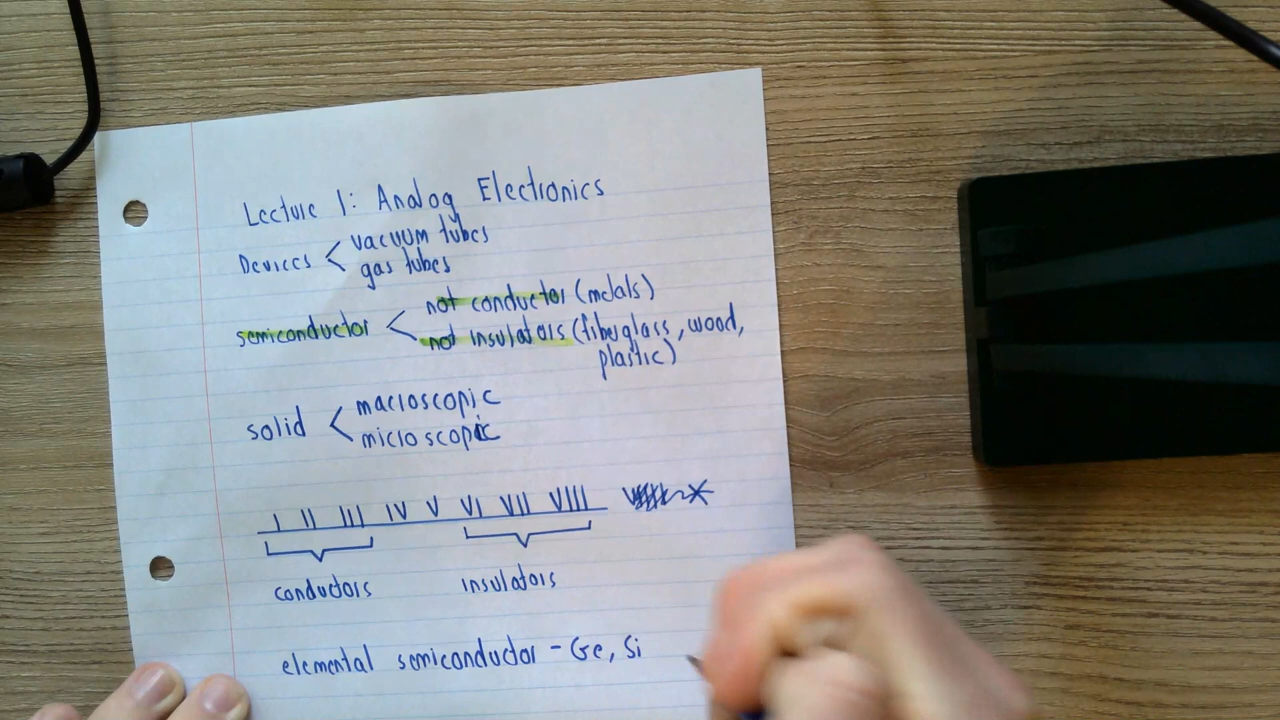 Lecture 1: Analog Electronics
Devices < vacuum tubes
gas tubes
semiconductor < not conductor (metals)
not insulators (fiberglass, wood,
plastic)
solid < macroscopic
microscopic
I II III IV V VI VII VIII
conductors insulators
elemental semiconductor - Ge, Si